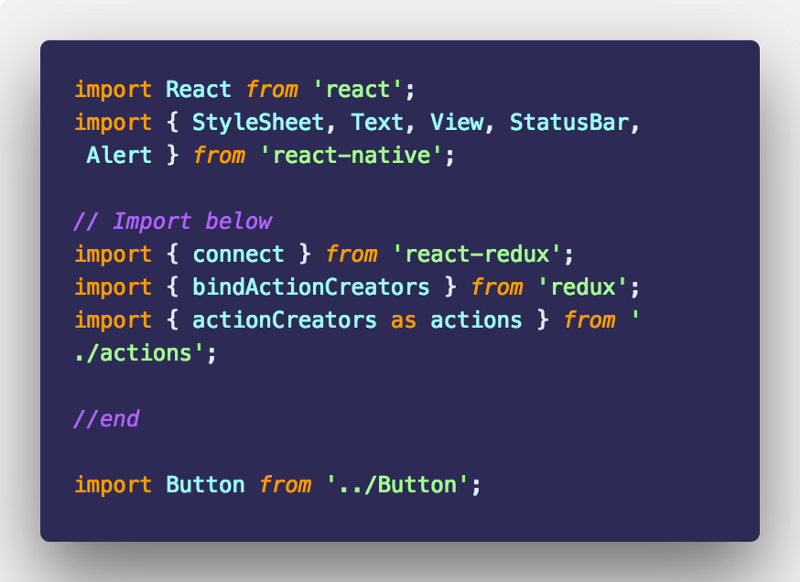 import React from 'react';
import { StyleSheet, Text, View, StatusBar,
Alert } from 'react-native';
// Import below
import { connect } from 'react-redux';
import { bindActionCreators } from 'redux';
import { actionCreators as actions } from '
./actions';
//end
import Button from '../Button';